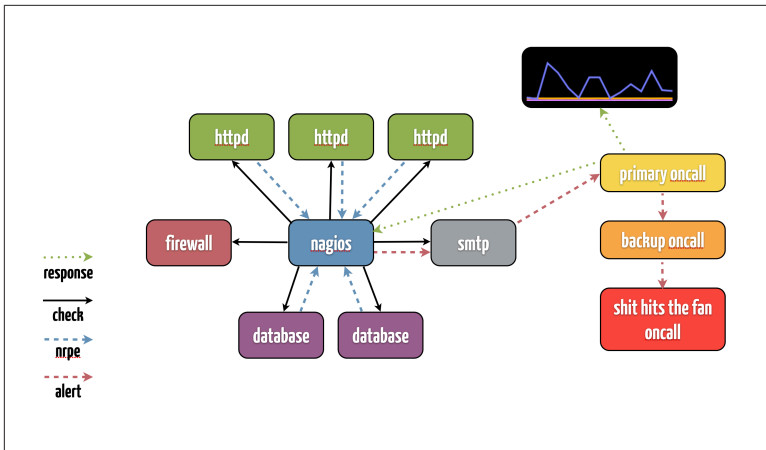 httpd
httpd
httpd
primary oncall
firewall
nagios
smtp
backup oncall
response
check
nrpe
alert
database
database
shit hits the fan
oncall